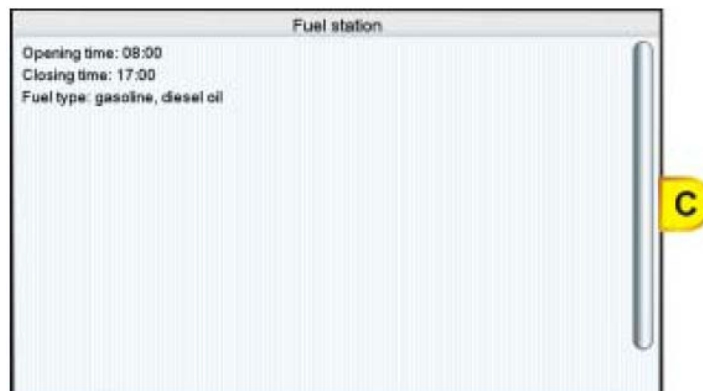 Fuel station
Opening time: 08:00
Closing time: 17:00
Fuel type: gasoline, diesel oil
C